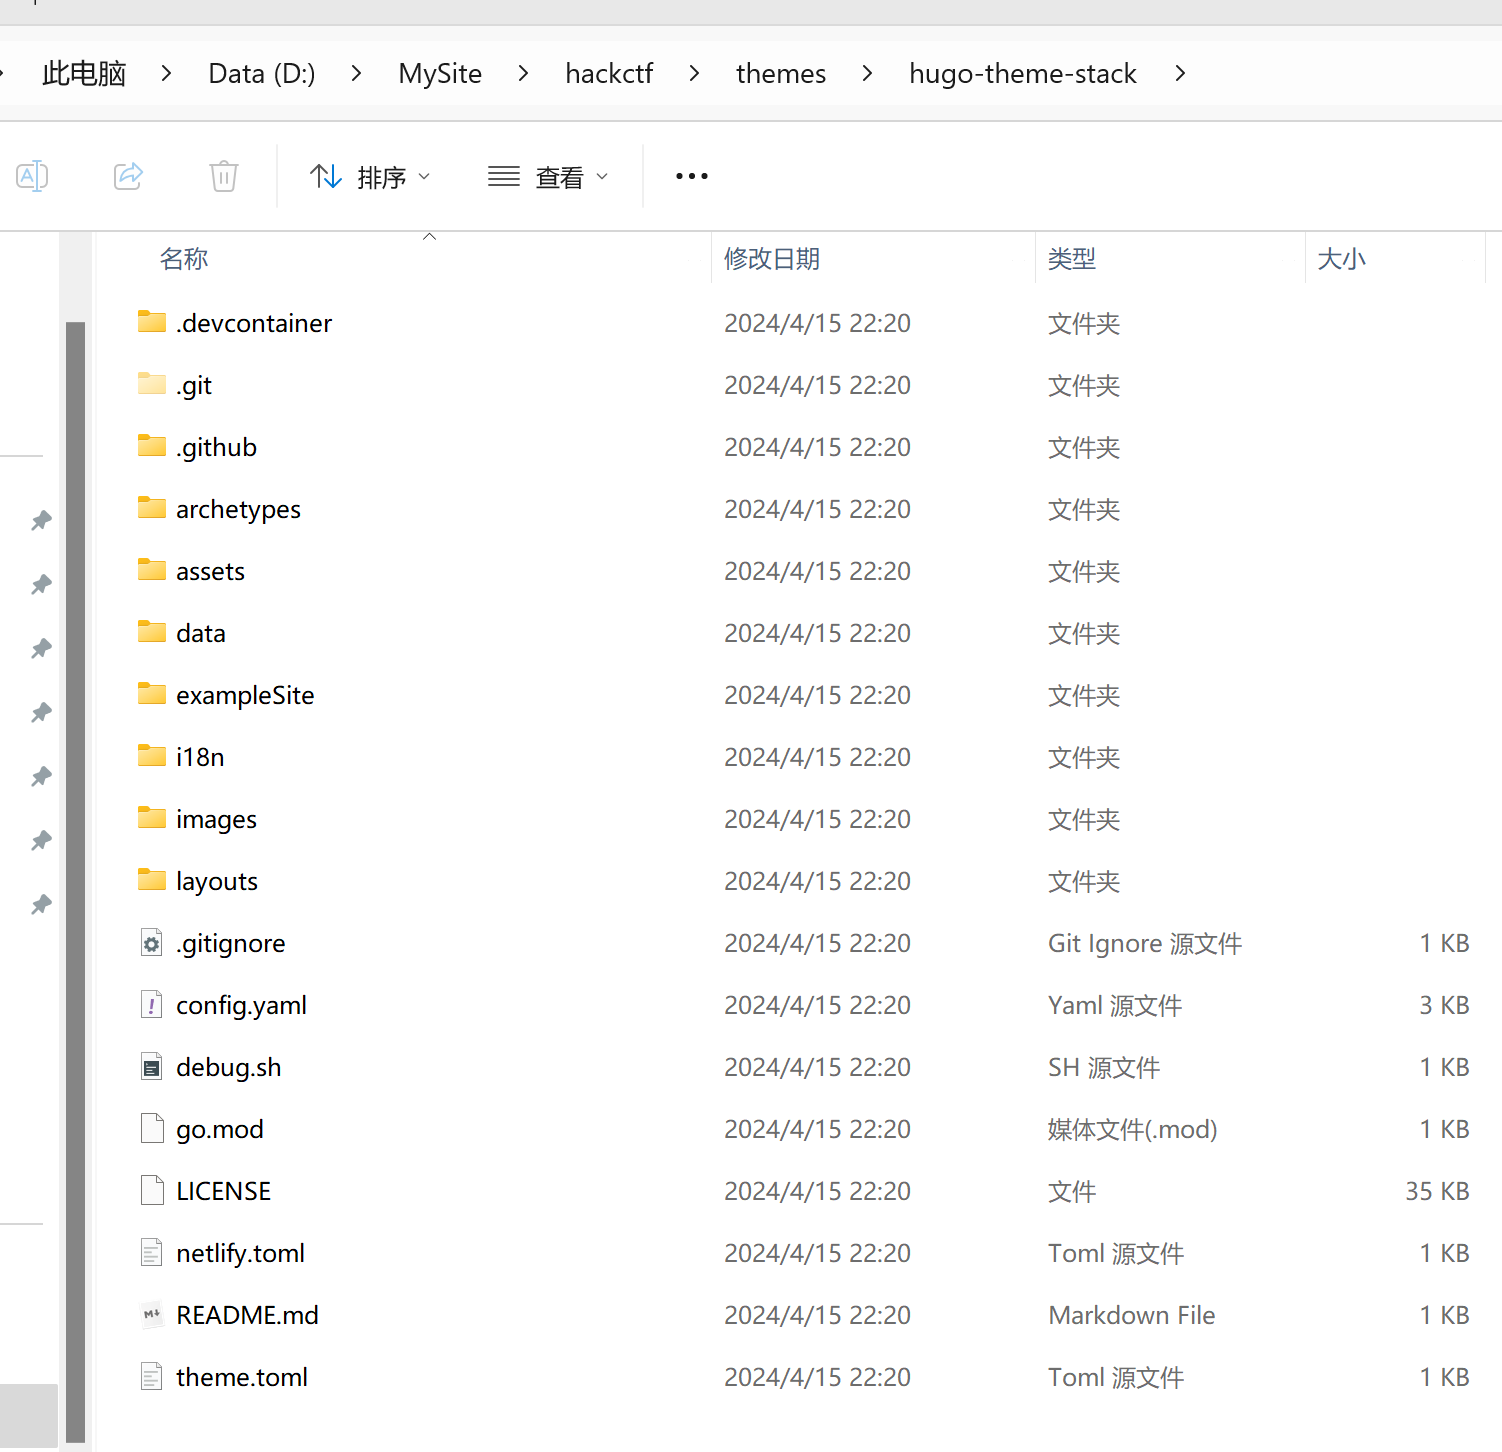 此电脑 > Data (D:) > MySite > hackctf > themes > hugo-theme-stack >
排序 查看 •••
名称 修改日期 类型 大小
.devcontainer 2024/4/15 22:20 文件夹
.git 2024/4/15 22:20 文件夹
.github 2024/4/15 22:20 文件夹
archetypes 2024/4/15 22:20 文件夹
assets 2024/4/15 22:20 文件夹
data 2024/4/15 22:20 文件夹
exampleSite 2024/4/15 22:20 文件夹
i18n 2024/4/15 22:20 文件夹
images 2024/4/15 22:20 文件夹
layouts 2024/4/15 22:20 文件夹
.gitignore 2024/4/15 22:20 Git Ignore 源文件 1 KB
config.yaml 2024/4/15 22:20 Yaml 源文件 3 KB
debug.sh 2024/4/15 22:20 SH 源文件 1 KB
go.mod 2024/4/15 22:20 媒体文件(.mod) 1 KB
LICENSE 2024/4/15 22:20 文件 35 KB
netlify.toml 2024/4/15 22:20 Toml 源文件 1 KB
README.md 2024/4/15 22:20 Markdown File 1 KB
theme.toml 2024/4/15 22:20 Toml 源文件 1 KB